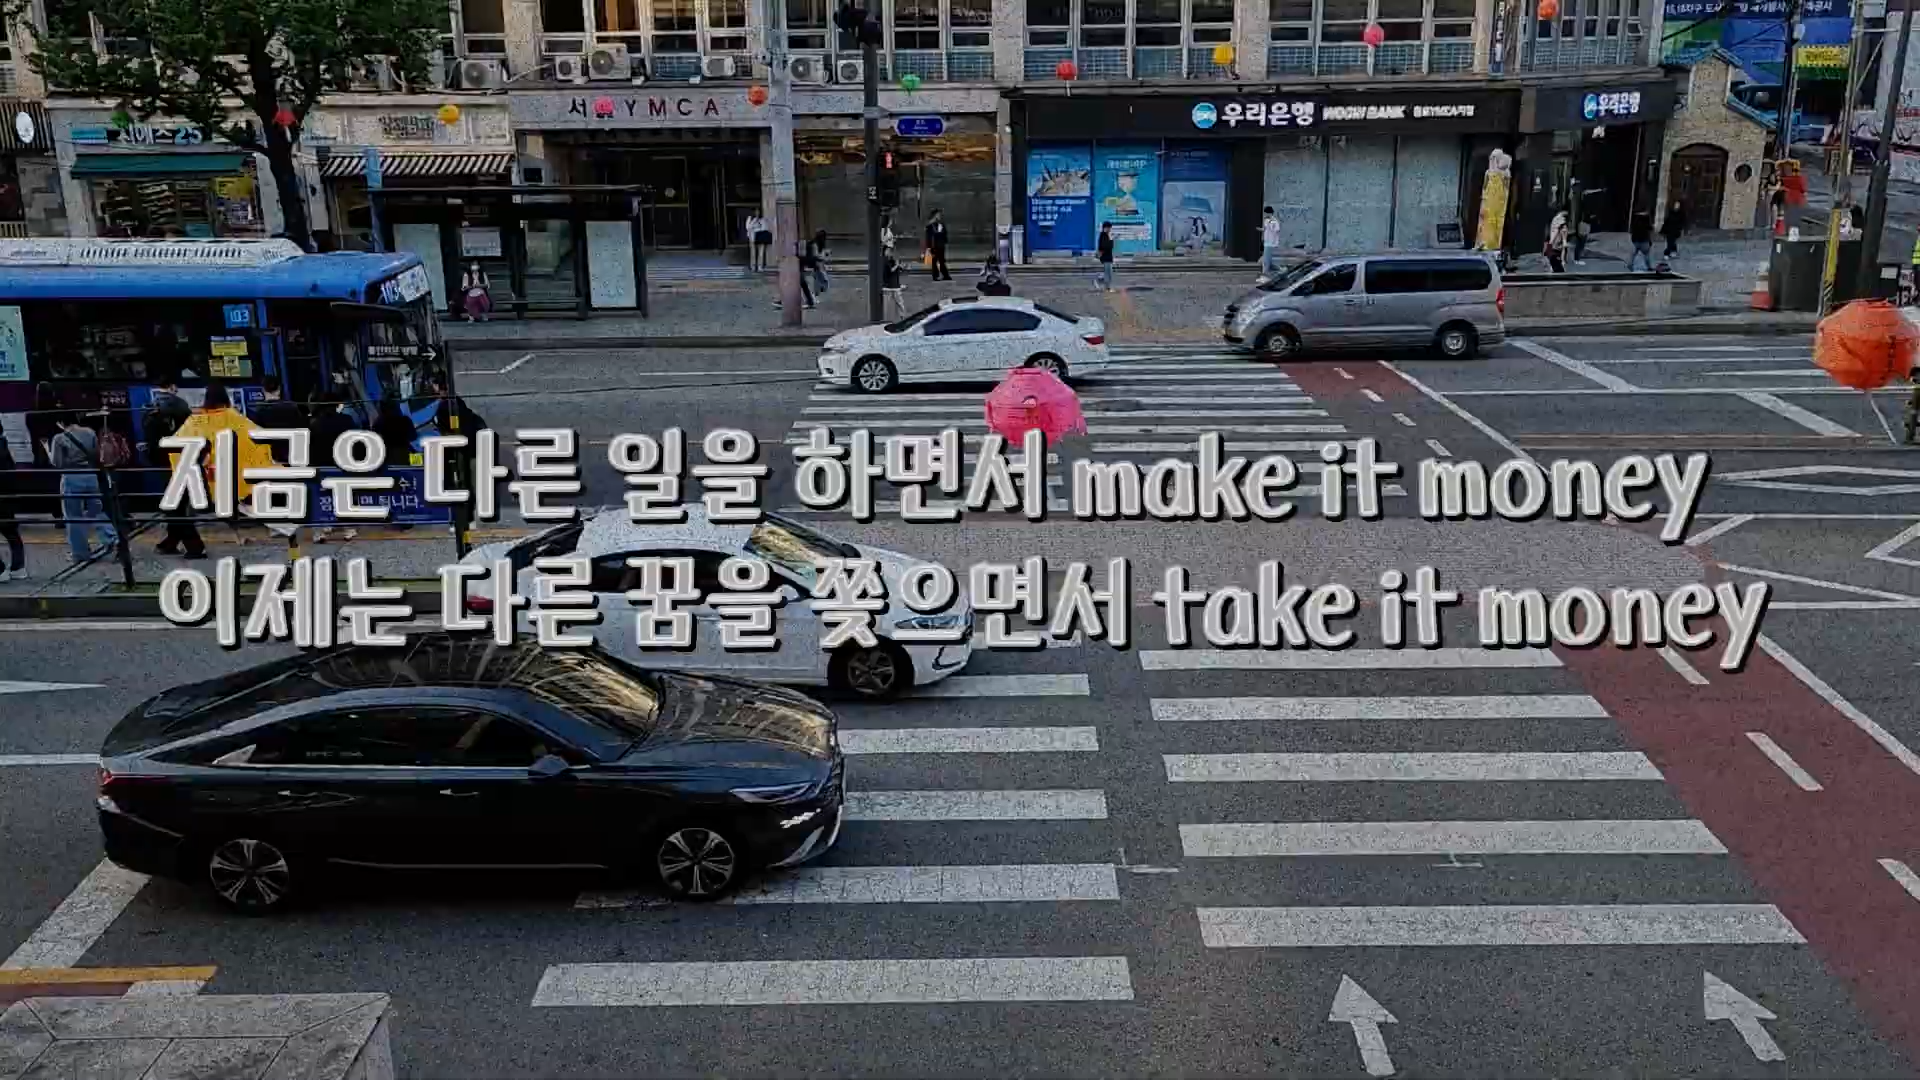 서울YMCA
우리은행 WOORI BANK
우리은행
103
103
지금은 다른 일을 하면서 make it money
이제는 다른 꿈을 쫓으면서 take it money